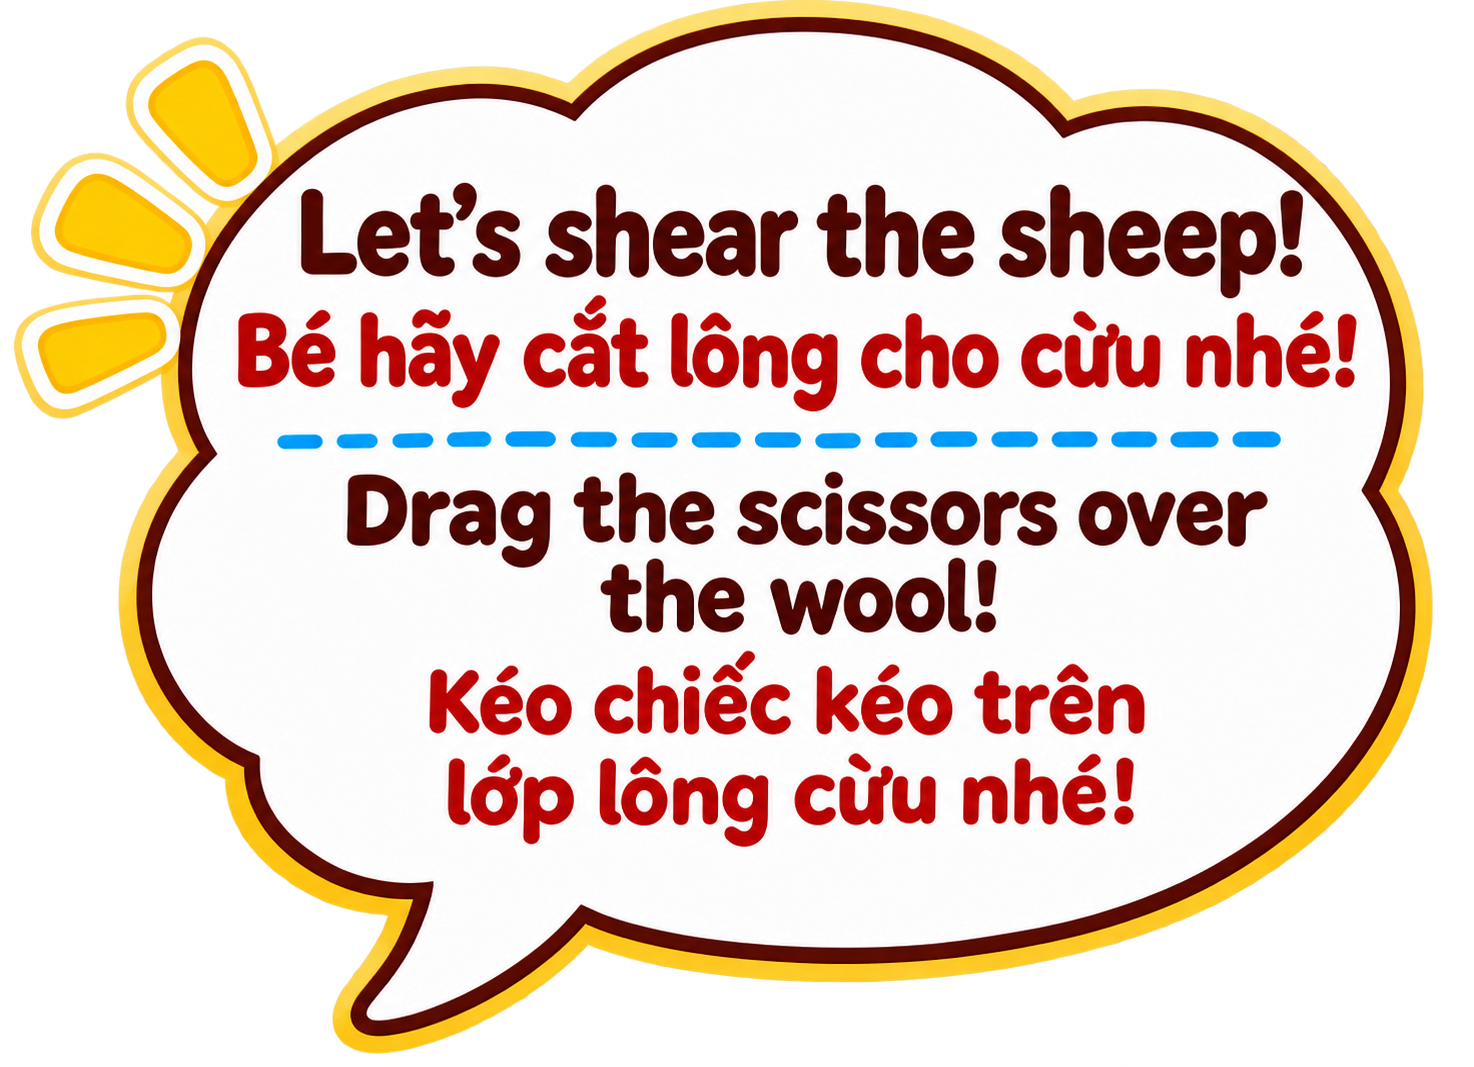 Let’s shear the sheep!
Bé hãy cắt lông cho cừu nhé!
Drag the scissors over
the wool!
Kéo chiếc kéo trên
lớp lông cừu nhé!